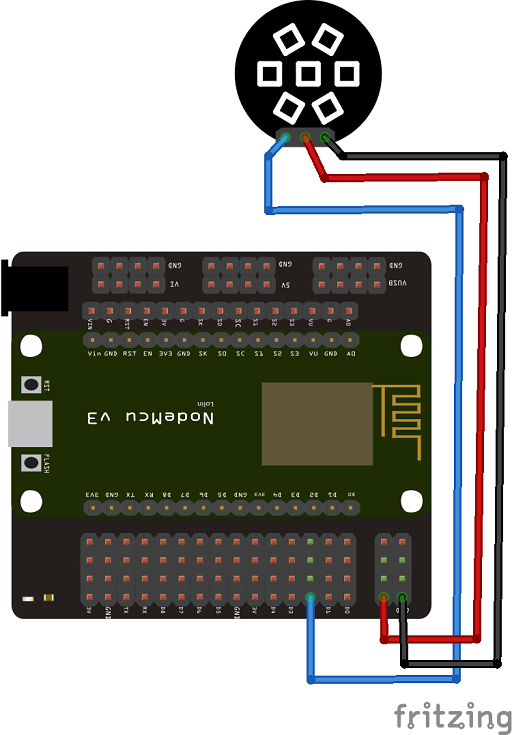 GND GND GND
VI 5V VUSB
VIN G RST EN 3V G SK SO SC S1 S2 S3 VU G AO
Vin GND RST EN 3V3 GND SK SO SC S1 S2 S3 VU GND AO
RST
Lolin
NodeMcu v3
FLASH
3V3 GND TX RX D8 D7 D6 D5 GND 3V3 D4 D3 D2 D1 D0
3V GND TX RX D8 D7 D6 D5 GND 3V D4 D3 D1 D0
fritzing